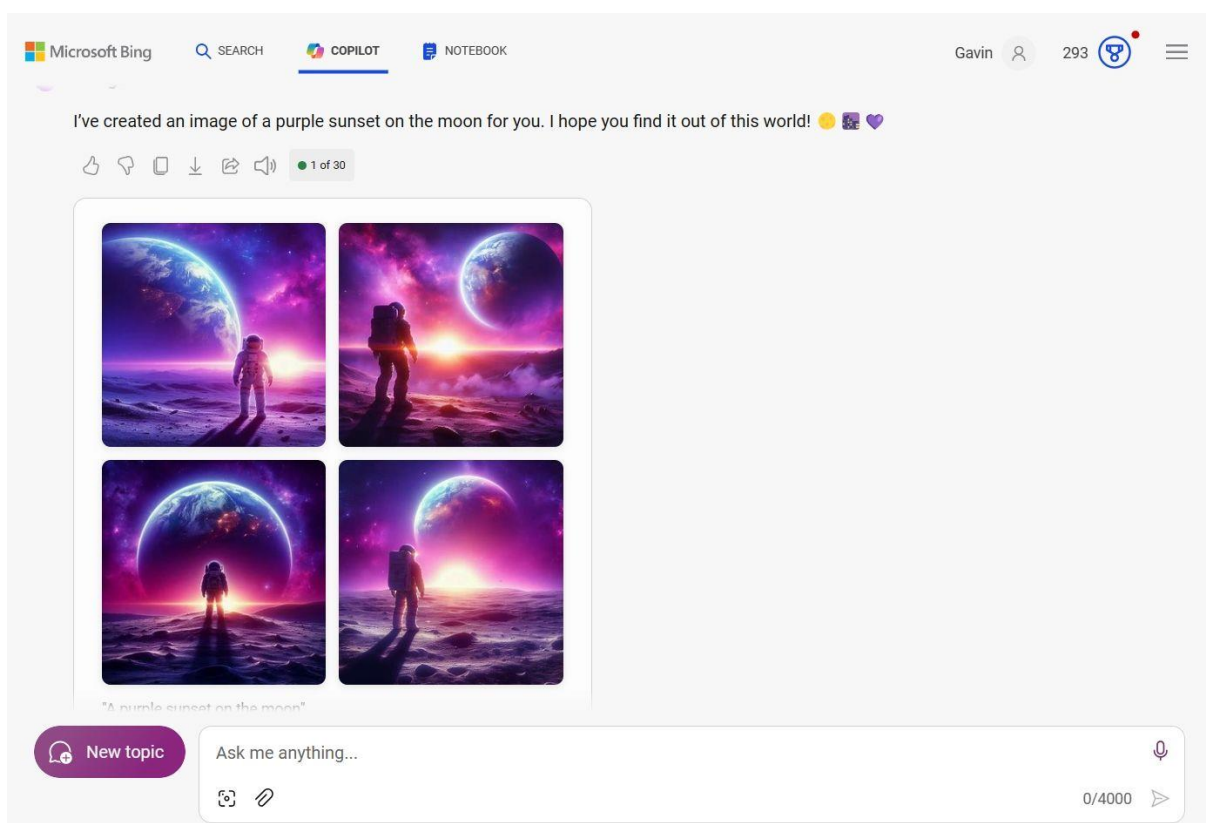 Microsoft Bing SEARCH COPILOT NOTEBOOK Gavin 293
I've created an image of a purple sunset on the moon for you. I hope you find it out of this world! 🌕🌆💜
1 of 30
"A purple sunset on the moon"
New topic
Ask me anything...
0/4000